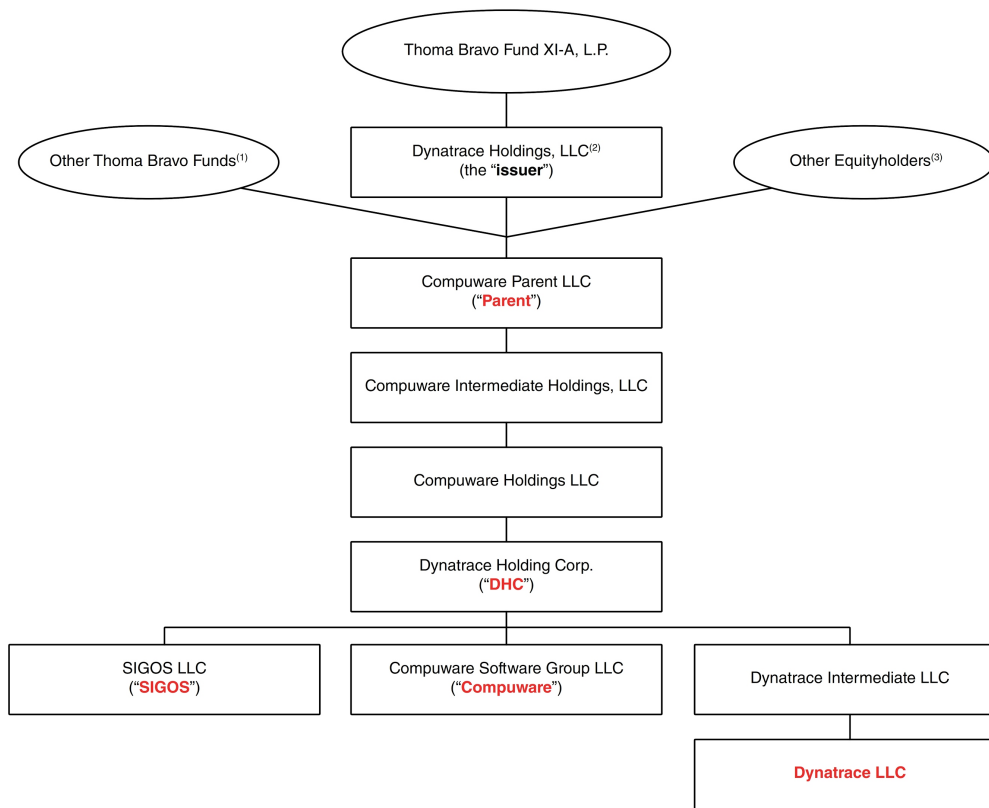 Thoma Bravo Fund XI-A, L.P.
Other Thoma Bravo Funds(1)
Dynatrace Holdings, LLC(2)
(the “issuer”)
Other Equityholders(3)
Compuware Parent LLC
(“Parent”)
Compuware Intermediate Holdings, LLC
Compuware Holdings LLC
Dynatrace Holding Corp.
(“DHC”)
SIGOS LLC
(“SIGOS”)
Compuware Software Group LLC
(“Compuware”)
Dynatrace Intermediate LLC
Dynatrace LLC